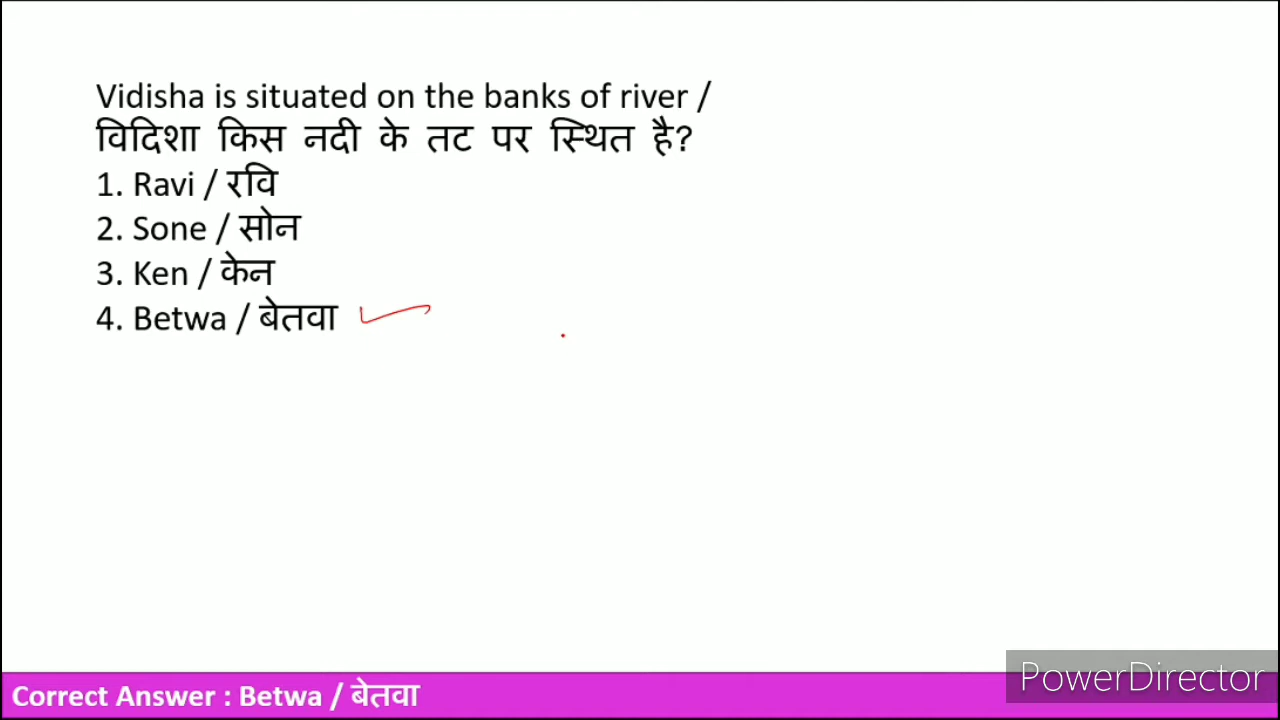 Vidisha is situated on the banks of river /
विदिशा किस नदी के तट पर स्थित है?
1. Ravi / रवि
2. Sone / सोन
3. Ken / केन
4. Betwa / बेतवा
PowerDirector
Correct Answer : Betwa / बेतवा